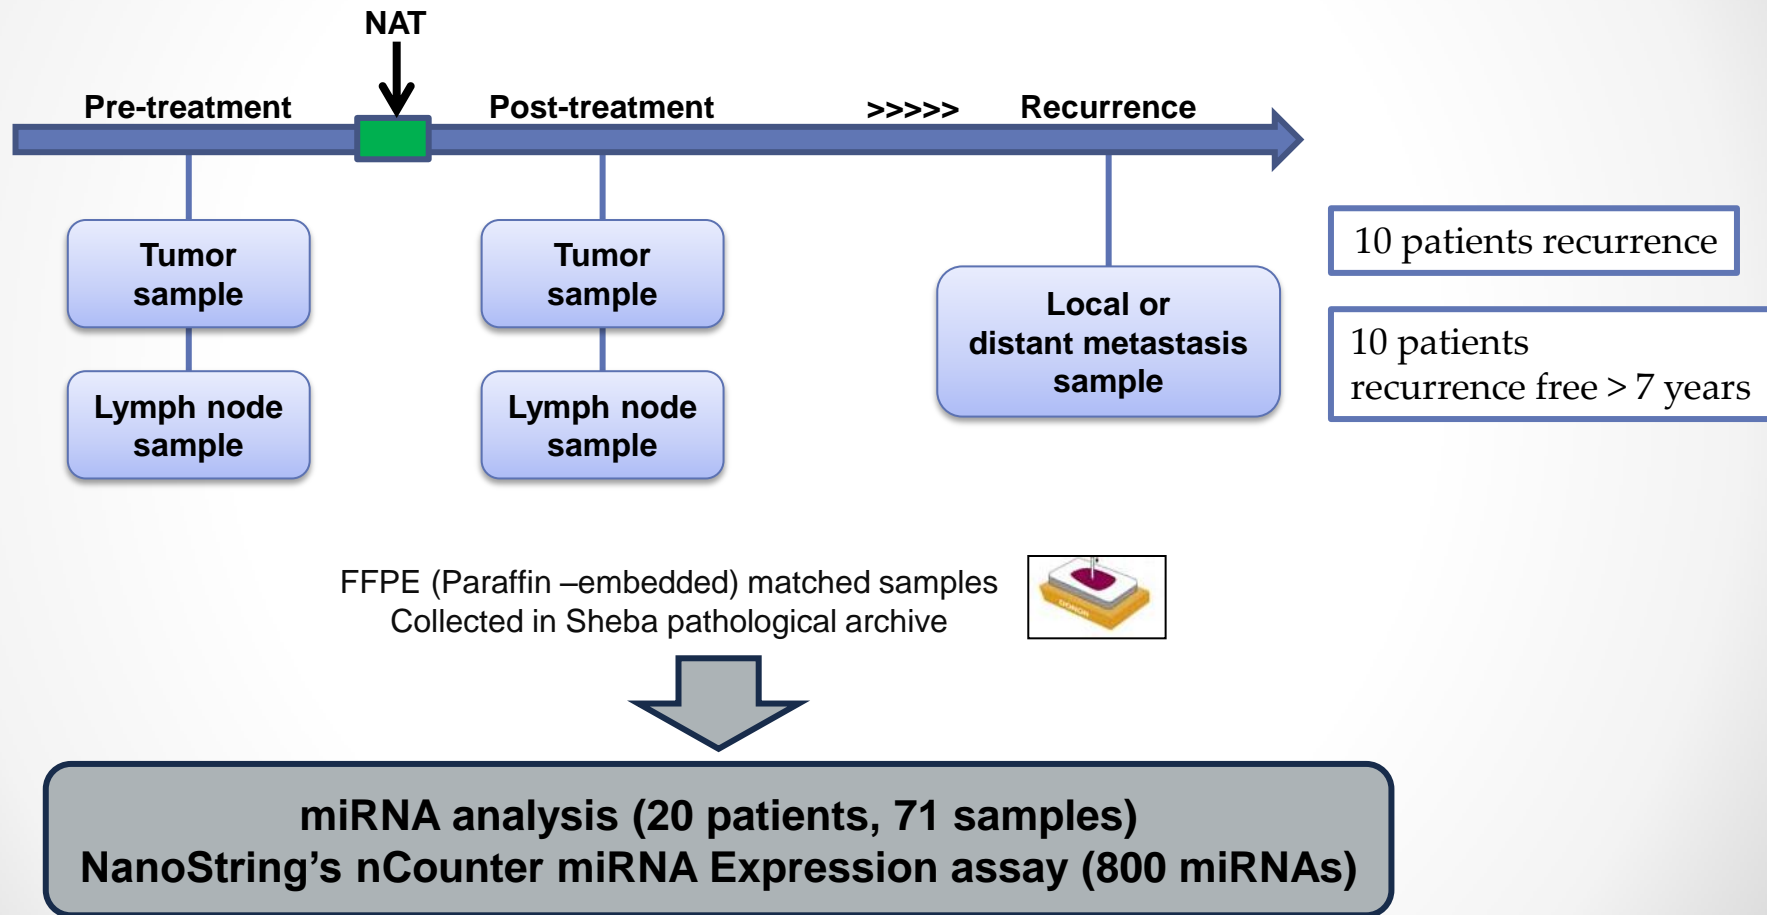 NAT
Pre-treatment
Post-treatment
>>>>>
Recurrence
Tumor
sample
Lymph node
sample
Tumor
sample
Lymph node
sample
Local or
distant metastasis
sample
10 patients recurrence
10 patients
recurrence free > 7 years
FFPE (Paraffin –embedded) matched samples
Collected in Sheba pathological archive
DONOR
miRNA analysis (20 patients, 71 samples)
NanoString’s nCounter miRNA Expression assay (800 miRNAs)